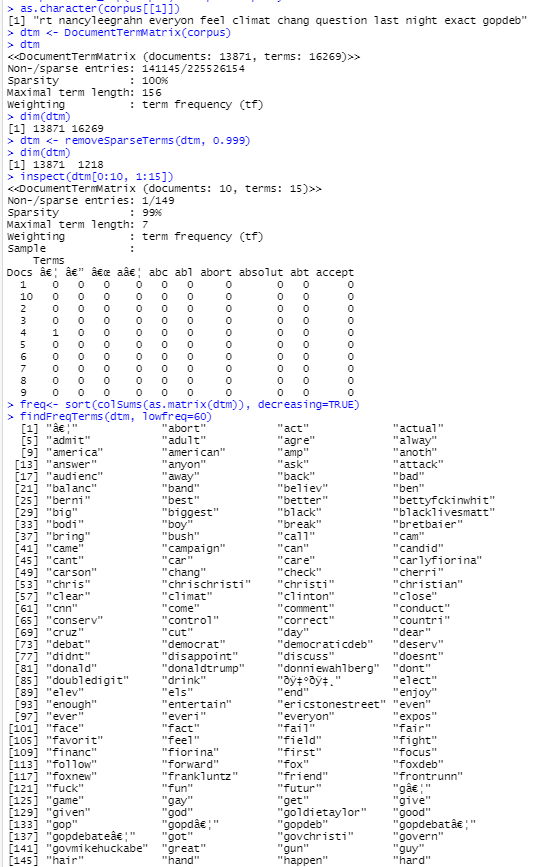 > as.character(corpus[[1]])
[1] "rt nancyleegrahn everyon feel climat chang question last night exact gopdeb"
> dtm <- DocumentTermMatrix(corpus)
> dtm
<<DocumentTermMatrix (documents: 13871, terms: 16269)>>
Non-/sparse entries: 141145/225526154
Sparsity           : 100%
Maximal term length: 156
Weighting          : term frequency (tf)
> dim(dtm)
[1] 13871 16269
> dtm <- removeSparseTerms(dtm, 0.999)
> dim(dtm)
[1] 13871  1218
> inspect(dtm[0:10, 1:15])
<<DocumentTermMatrix (documents: 10, terms: 15)>>
Non-/sparse entries: 1/149
Sparsity           : 99%
Maximal term length: 7
Weighting          : term frequency (tf)
Sample             :
Terms
Docs â€¦ â€" â€œ aâ€¦ abc abl abort absolut abt accept
1 0 0 0 0 0 0 0 0 0 0
10 0 0 0 0 0 0 0 0 0 0
2 0 0 0 0 0 0 0 0 0 0
3 0 0 0 0 0 0 0 0 0 0
4 1 0 0 0 0 0 0 0 0 0
5 0 0 0 0 0 0 0 0 0 0
6 0 0 0 0 0 0 0 0 0 0
7 0 0 0 0 0 0 0 0 0 0
8 0 0 0 0 0 0 0 0 0 0
9 0 0 0 0 0 0 0 0 0 0
> freq<- sort(colSums(as.matrix(dtm)), decreasing=TRUE)
> findFreqTerms(dtm, lowfreq=60)
[1] "â€¦" "abort" "act" "actual"
[5] "admit" "adult" "agre" "alway"
[9] "america" "american" "amp" "anoth"
[13] "answer" "anyon" "ask" "attack"
[17] "audienc" "away" "back" "bad"
[21] "balanc" "band" "believ" "ben"
[25] "berni" "best" "better" "bettyfckinwhit"
[29] "big" "biggest" "black" "blacklivesmatt"
[33] "bodi" "boy" "break" "bretbaier"
[37] "bring" "bush" "call" "cam"
[41] "came" "campaign" "can" "candid"
[45] "cant" "car" "care" "carlyfiorina"
[49] "carson" "chang" "check" "cherri"
[53] "chris" "chrischristi" "christi" "christian"
[57] "clear" "climat" "clinton" "close"
[61] "cnn" "come" "comment" "conduct"
[65] "conserv" "control" "correct" "countri"
[69] "cruz" "cut" "day" "dear"
[73] "debat" "democrat" "democraticdeb" "deserv"
[77] "didnt" "disappoint" "discuss" "doesnt"
[81] "donald" "donaldtrump" "donniewahlberg" "dont"
[85] "doubledigit" "drink" "elect"
[89] "elev" "els" "end" "enjoy"
[93] "enough" "entertain" "ericstonestreet" "even"
[97] "ever" "everi" "everyon" "expos"
[101] "face" "fact" "fail" "fair"
[105] "favorit" "feel" "field" "fight"
[109] "financ" "fiorina" "first" "focus"
[113] "follow" "forward" "fox" "foxdeb"
[117] "foxnew" "frankluntz" "friend" "frontrunn"
[121] "fuck" "fun" "futur" "gâ€¦"
[125] "game" "gay" "get" "give"
[129] "given" "god" "goldietaylor" "good"
[133] "gop" "gopdâ€¦" "gopdeb" "gopdebatâ€¦"
[137] "gopdebateâ€¦" "got" "govchristi" "govern"
[141] "govmikehuckabe" "great" "gun" "guy"
[145] "hair" "hand" "happen" "hard"